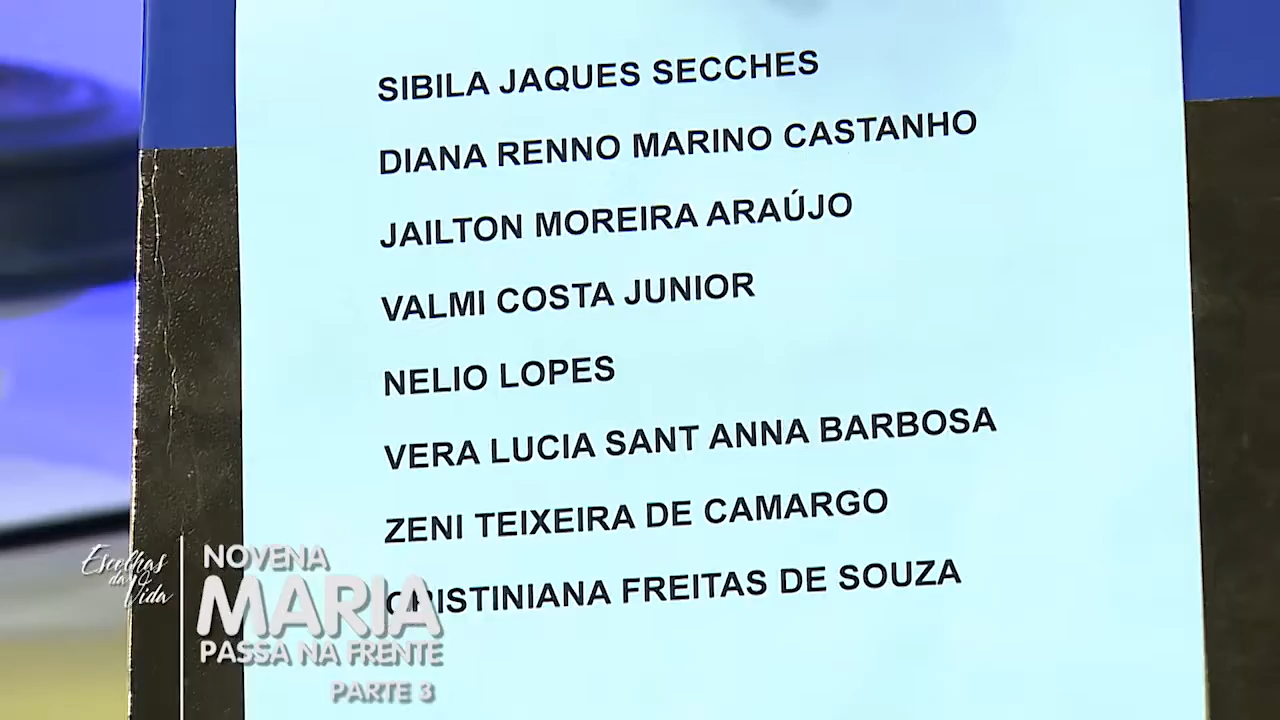 SIBILA JAQUES SECCHES
DIANA RENNO MARINO CASTANHO
JAILTON MOREIRA ARAÚJO
VALMI COSTA JUNIOR
NELIO LOPES
VERA LUCIA SANT ANNA BARBOSA
ZENI TEIXEIRA DE CAMARGO
CRISTINIANA FREITAS DE SOUZA
Escolhas
da Vida
NOVENA
MARIA
PASSA NA FRENTE
PARTE 3